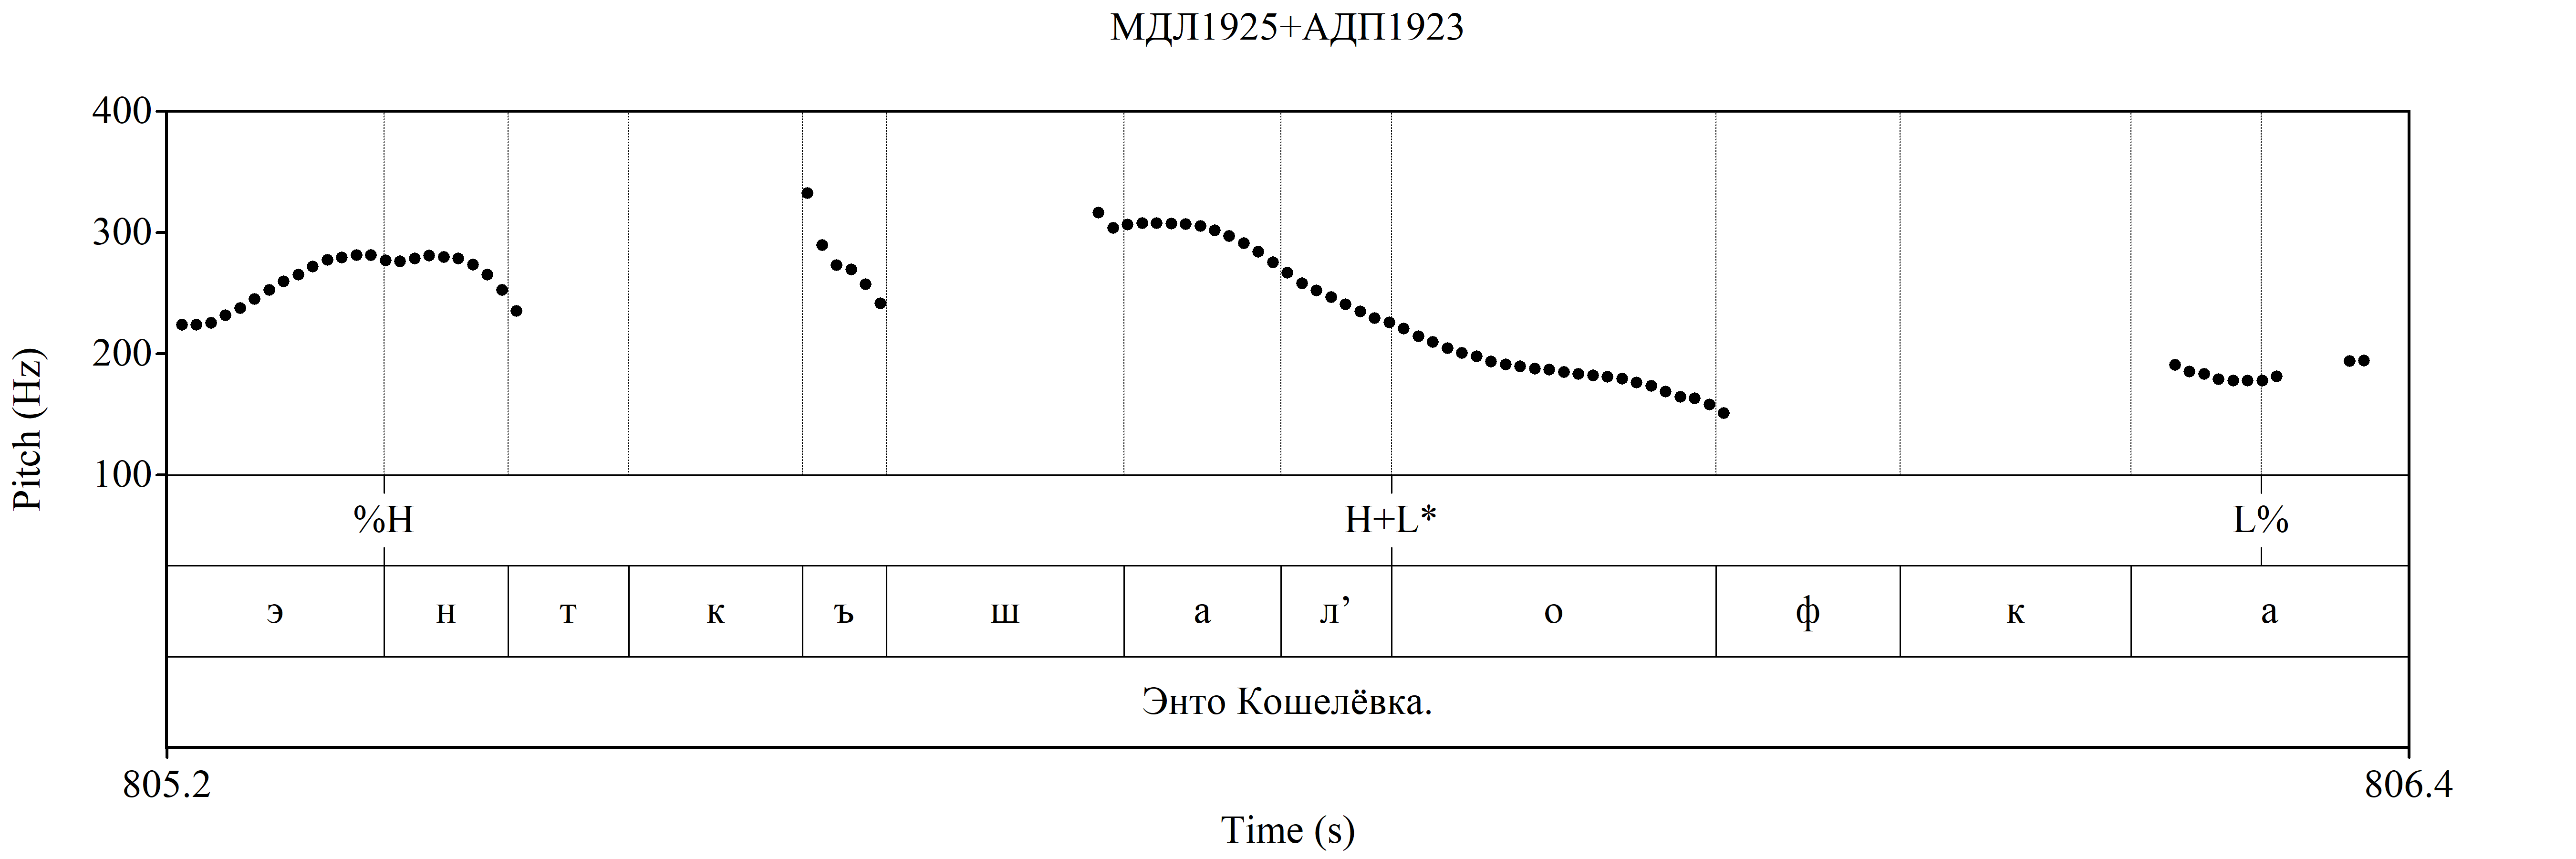 МДЛ1925+АДП1923
400
300
200
100
Pitch (Hz)
%H H+L* L%
э н т к ъ ш а л’ о ф к а
Энто Кошелёвка.
805.2 806.4
Time (s)